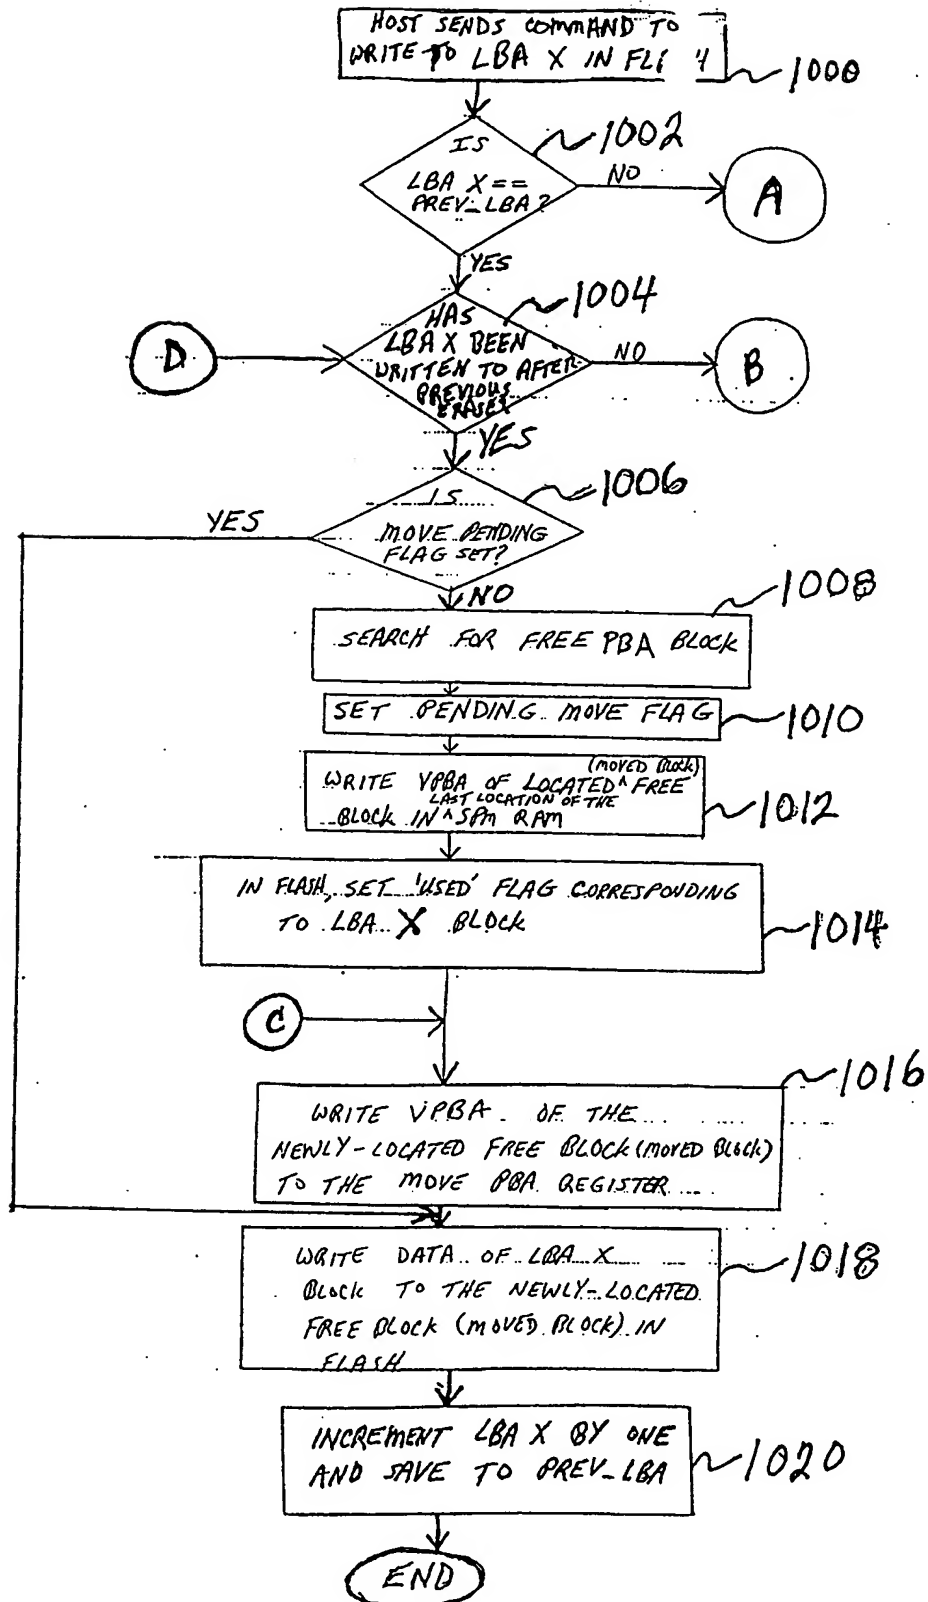 HOST SENDS COMMAND TO
WRITE TO LBA X IN
1000
IS
LBA X ==
PREV_LBA?
1002
NO
A
YES
D
HAS
LBA X BEEN
WRITTEN TO AFTER
PREVIOUS
ERASES
1004
NO
B
YES
IS
MOVE PENDING
FLAG SET?
1006
YES
NO
1008
SEARCH FOR FREE PBA BLOCK
SET PENDING MOVE FLAG
1010
(MOVED BLOCK)
WRITE VPBA OF LOCATED ^ FREE
LAST LOCATION OF THE
BLOCK IN ^ SPM RAM
1012
IN FLASH, SET 'USED' FLAG CORRESPONDING
TO LBA X BLOCK
1014
C
1016
WRITE VPBA OF THE
NEWLY-LOCATED FREE BLOCK (MOVED BLOCK)
TO THE MOVE PBA REGISTER
WRITE DATA OF LBA X
BLOCK TO THE NEWLY-LOCATED
FREE BLOCK (MOVED BLOCK) IN
FLASH
1018
INCREMENT LBA X BY ONE
AND SAVE TO PREV_LBA
1020
END